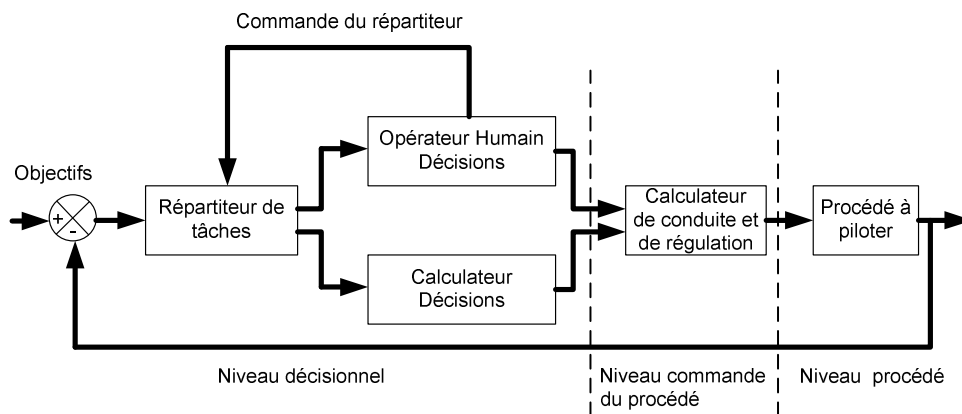 Commande du répartiteur
Objectifs
+
-
Répartiteur de
tâches
Opérateur Humain
Décisions
Calculateur
Décisions
Calculateur
de conduite et
de régulation
Procédé à
piloter
Niveau décisionnel
Niveau commande
du procédé
Niveau procédé